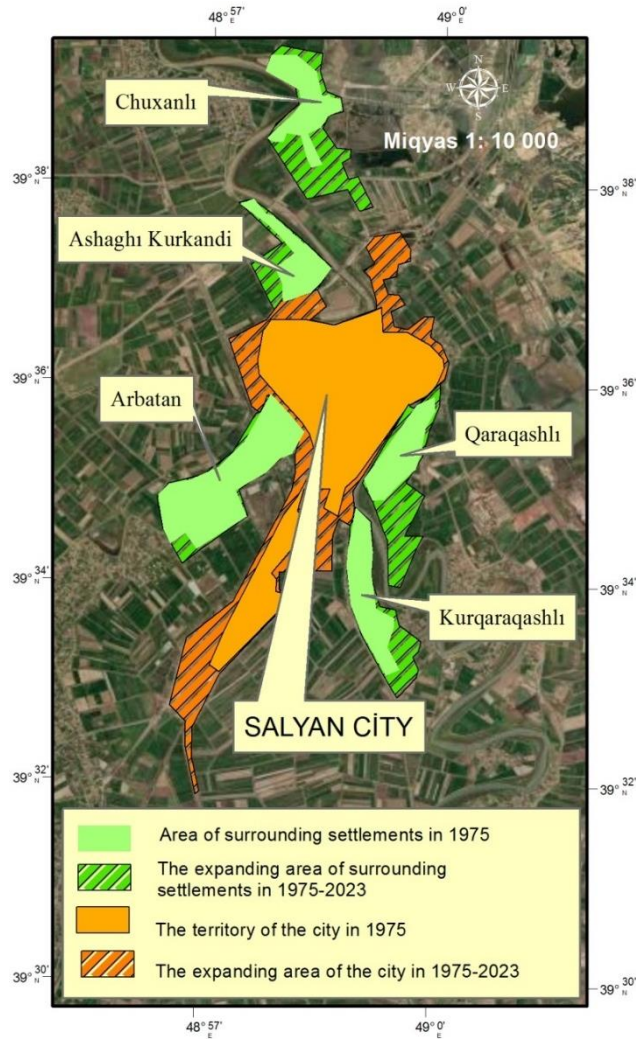 48° 57' E
49° 0' E
N
W E
S
Chuxanlı
Miqyas 1: 10 000
39° 38' N
39° 38' N
Ashaghı Kurkandi
39° 36' N
39° 36' N
Arbatan
Qaraqashlı
39° 34' N
39° 34' N
Kurqaraqashlı
SALYAN CİTY
39° 32' N
39° 32' N
Area of surrounding settlements in 1975
The expanding area of surrounding
settlements in 1975-2023
The territory of the city in 1975
The expanding area of the city in 1975-2023
39° 30' N
39° 30' N
48° 57' E
49° 0' E